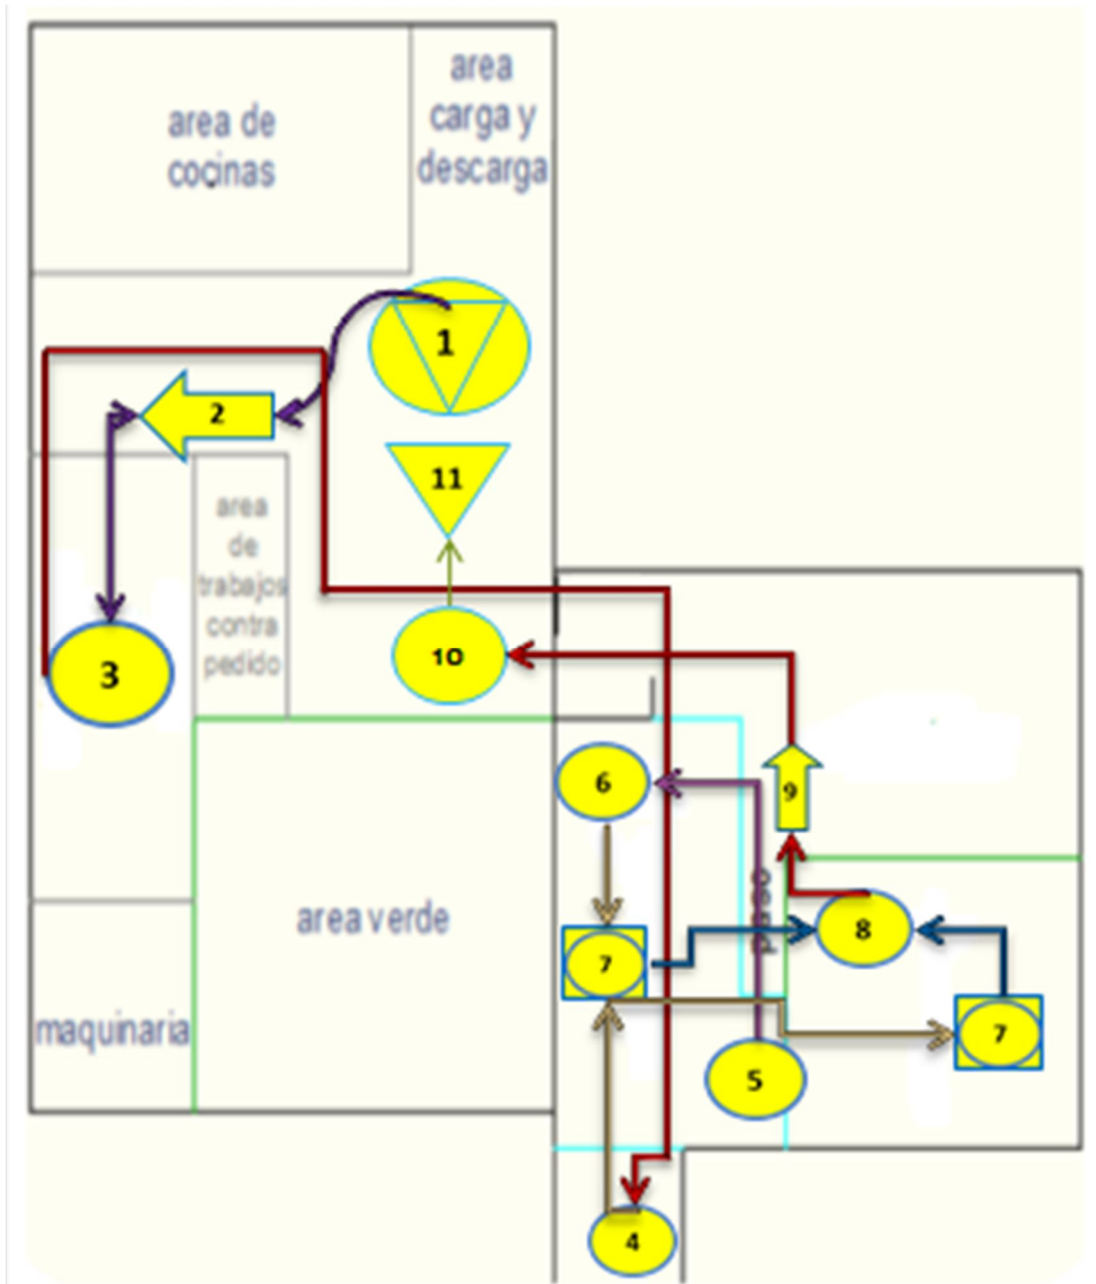 area de
cocinas
area
carga y
descarga
1
2
11
area
de
trabajos
contra
pedido
10
3
6
9
paso
area verde
7
8
maquinaria
7
5
4